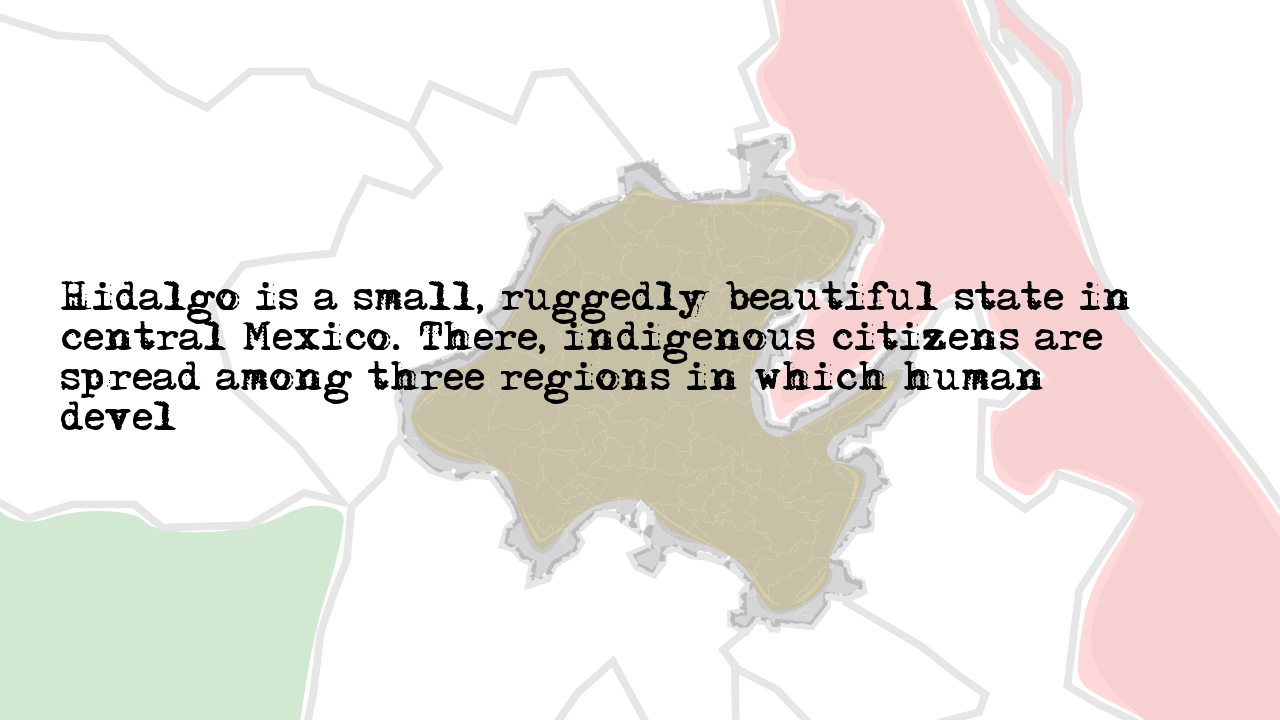 Hidalgo is a small, ruggedly beautiful state in
central Mexico. There, indigenous citizens are
spread among three regions in which human
devel